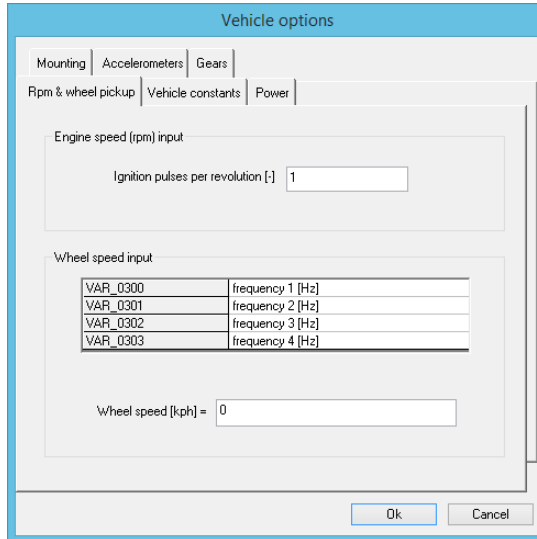 Vehicle options
Mounting Accelerometers Gears
Rpm & wheel pickup Vehicle constants Power
Engine speed (rpm) input
Ignition pulses per revolution [-] 1
Wheel speed input
VAR_0300 frequency 1 [Hz]
VAR_0301 frequency 2 [Hz]
VAR_0302 frequency 3 [Hz]
VAR_0303 frequency 4 [Hz]
Wheel speed [kph] = 0
Ok Cancel